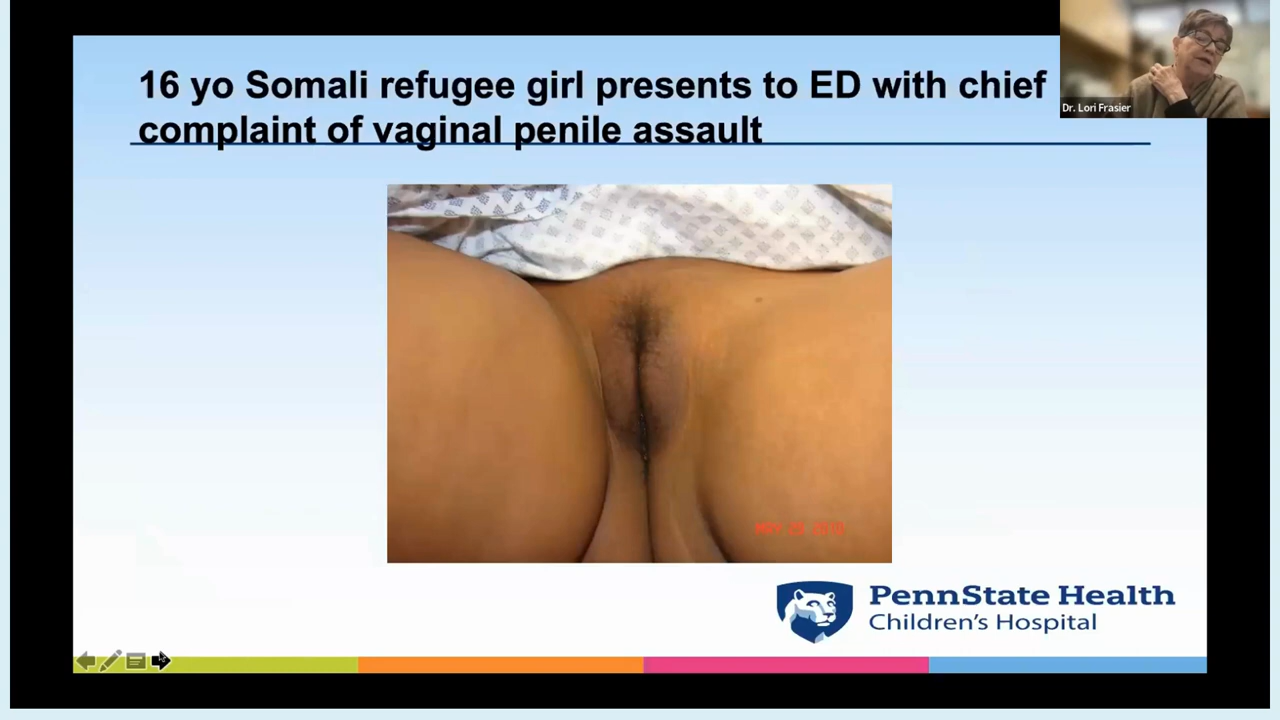 16 yo Somali refugee girl presents to ED with chief
complaint of vaginal penile assault
Dr. Lori Frasier
PennState Health
Children's Hospital